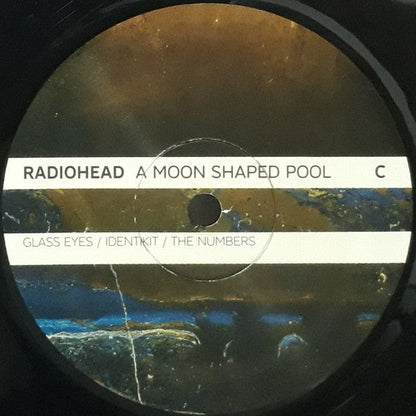 RADIOHEAD A MOON SHAPED POOL C
GLASS EYES / IDENTIKIT / THE NUMBERS